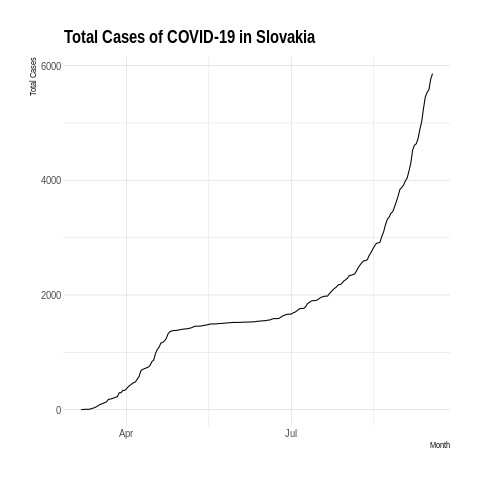 Total Cases of COVID-19 in Slovakia
Total Cases
6000
4000
2000
0
Apr
Jul
Month